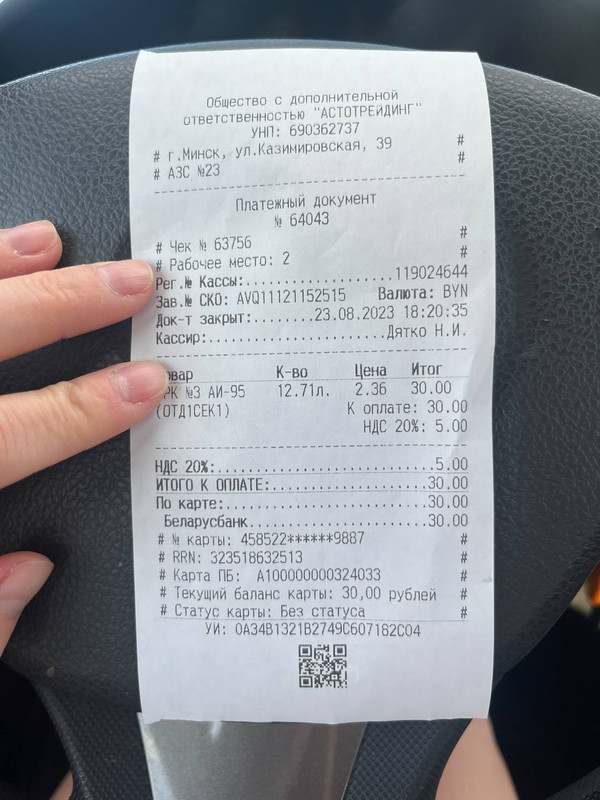 Общество с дополнительной
ответственностью "АСТОТРЕЙДИНГ"
УНП: 690362737
# г.Минск, ул.Казимировская, 39 #
# АЗС №23 #
Платежный документ
№ 64043
# Чек № 63756 #
# Рабочее место: 2 #
Рег.№ Кассы:....................119024644
Зав.№ СКО: AVQ11121152515 Валюта: BYN
Док-т закрыт:........23.08.2023 18:20:35
Кассир:.......................Дятко Н.И.
К-во Цена Итог
№3 АИ-95 12.71л. 2.36 30.00
(ОТД1СЕК1) К оплате: 30.00
НДС 20%: 5.00
НДС 20%:...........................5.00
ИТОГО К ОПЛАТЕ:...................30.00
По карте:.........................30.00
Беларусбанк.......................30.00
# № карты: 458522******9887 #
# RRN: 323518632513 #
# Карта ПБ: A100000000324033 #
# Текущий баланс карты: 30,00 рублей #
# Статус карты: Без статуса #
УИ: 0A34B1321B2749C607182C04